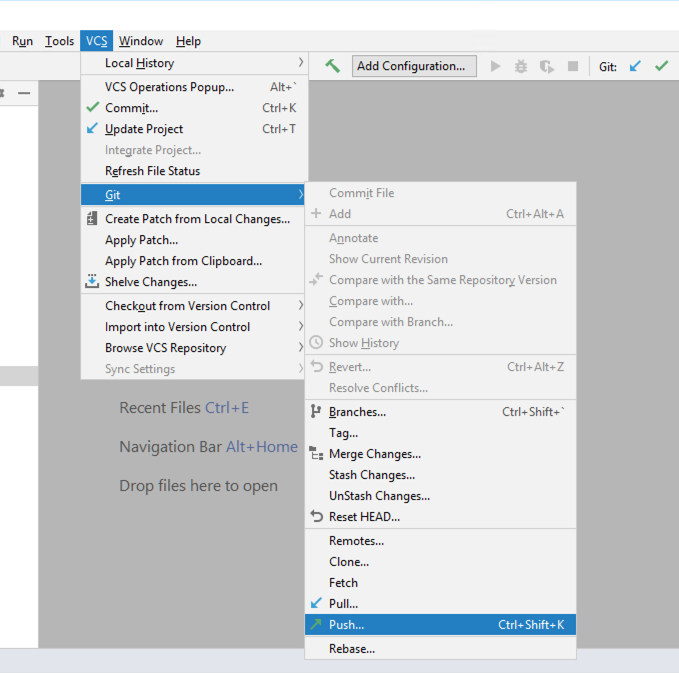 Run Tools VCS Window Help
Add Configuration... Git:
Local History
VCS Operations Popup... Alt+`
Commit... Ctrl+K
Update Project Ctrl+T
Integrate Project...
Refresh File Status
Git
Create Patch from Local Changes...
Apply Patch...
Apply Patch from Clipboard...
Shelve Changes...
Checkout from Version Control
Import into Version Control
Browse VCS Repository
Sync Settings
Commit File
Add Ctrl+Alt+A
Annotate
Show Current Revision
Compare with the Same Repository Version
Compare with...
Compare with Branch...
Show History
Revert... Ctrl+Alt+Z
Resolve Conflicts...
Branches... Ctrl+Shift+`
Tag...
Merge Changes...
Stash Changes...
UnStash Changes...
Reset HEAD...
Remotes...
Clone...
Fetch
Pull...
Push... Ctrl+Shift+K
Rebase...
Recent Files Ctrl+E
Navigation Bar Alt+Home
Drop files here to open